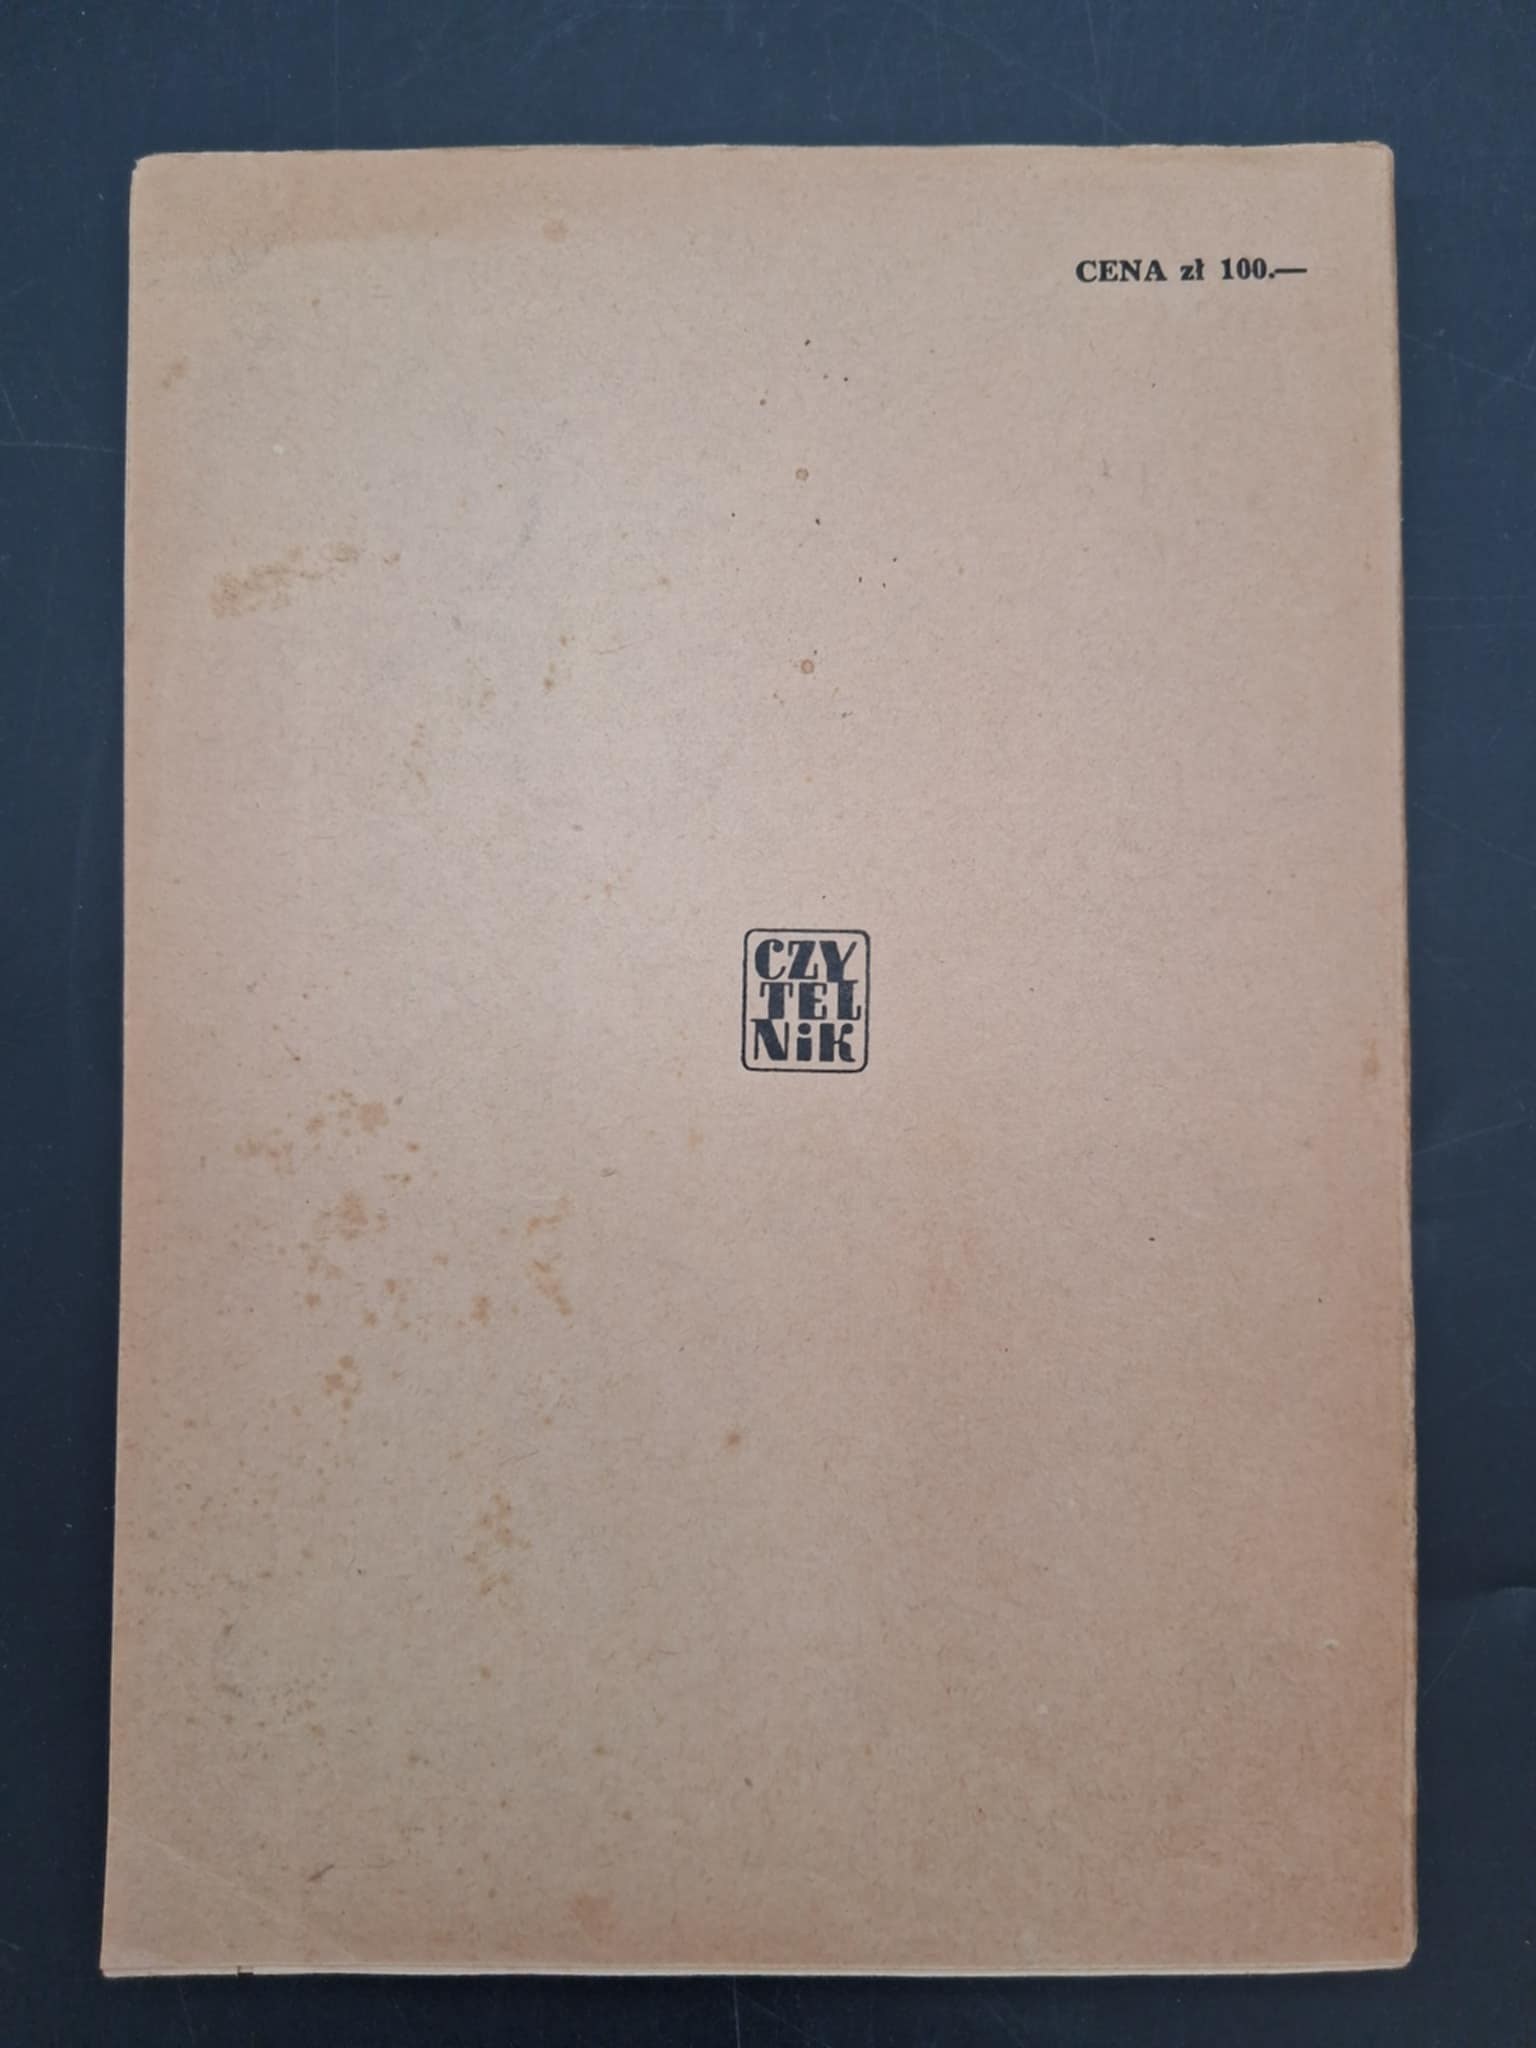 CENA zł 100.—
CZY
TEL
NiK